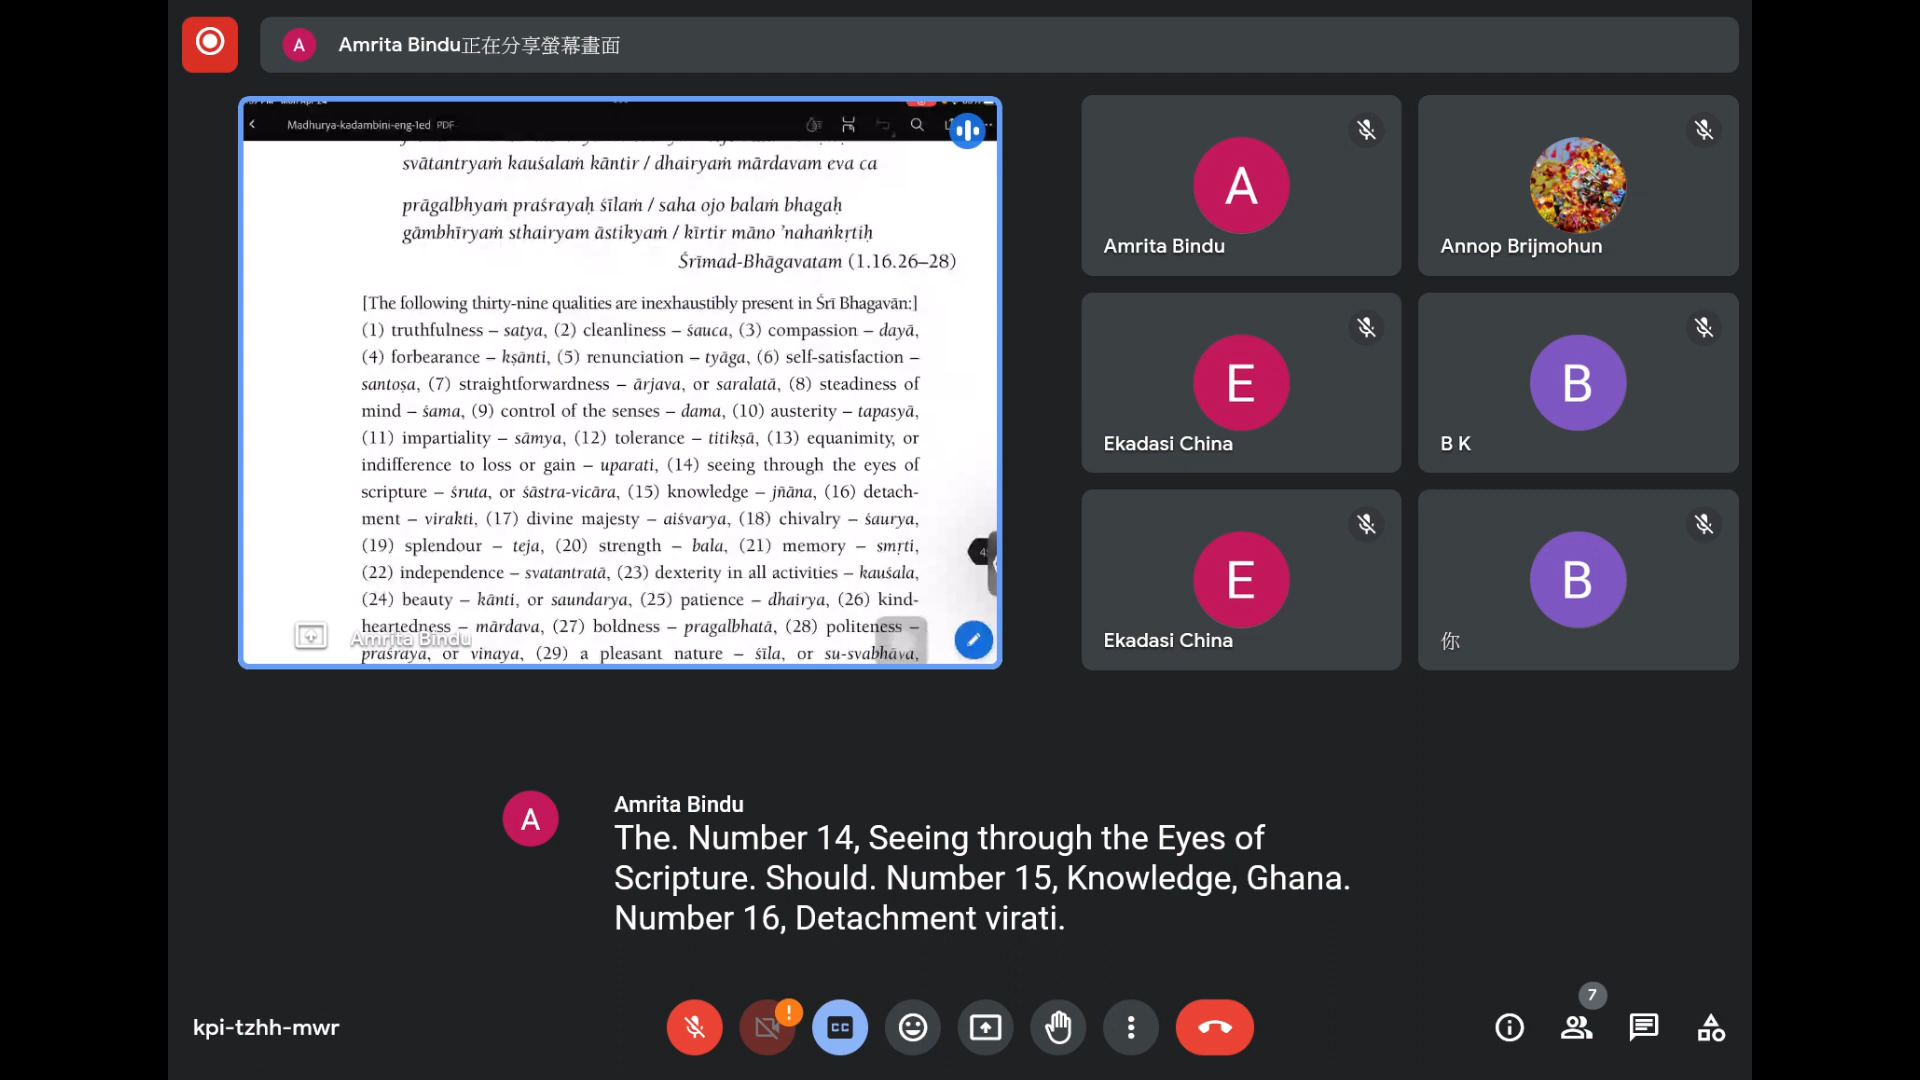 A
Amrita Bindu正在分享螢幕畫面
Madhurya-kadambini-eng-1ed PDF
svātantryaṁ kauśalaṁ kāntir / dhairyaṁ mārdavam eva ca
prāgalbhyaṁ praśrayaḥ śīlaṁ / saha ojo balaṁ bhagaḥ
gāmbhīryaṁ sthairyam āstikyaṁ / kīrtir māno 'nahaṅkṛtiḥ
Śrīmad-Bhāgavatam (1.16.26–28)
[The following thirty-nine qualities are inexhaustibly present in Śrī Bhagavān:]
(1) truthfulness – satya, (2) cleanliness – śauca, (3) compassion – dayā,
(4) forbearance – kṣānti, (5) renunciation – tyāga, (6) self-satisfaction –
santoṣa, (7) straightforwardness – ārjava, or saralatā, (8) steadiness of
mind – śama, (9) control of the senses – dama, (10) austerity – tapasyā,
(11) impartiality – sāmya, (12) tolerance – titikṣā, (13) equanimity, or
indifference to loss or gain – uparati, (14) seeing through the eyes of
scripture – śruta, or śāstra-vicāra, (15) knowledge – jñāna, (16) detach-
ment – virakti, (17) divine majesty – aiśvarya, (18) chivalry – śaurya,
(19) splendour – teja, (20) strength – bala, (21) memory – smṛti,
(22) independence – svatantratā, (23) dexterity in all activities – kauśala,
(24) beauty – kānti, or saundarya, (25) patience – dhairya, (26) kind-
heartedness – mārdava, (27) boldness – pragalbhatā, (28) politeness –
praśraya, or vinaya, (29) a pleasant nature – śīla, or su-svabhāva,
Amrita Bindu
A
Amrita Bindu
Annop Brijmohun
E
Ekadasi China
B
B K
E
Ekadasi China
B
你
A
Amrita Bindu
The. Number 14, Seeing through the Eyes of
Scripture. Should. Number 15, Knowledge, Ghana.
Number 16, Detachment virati.
kpi-tzhh-mwr
!
CC
7